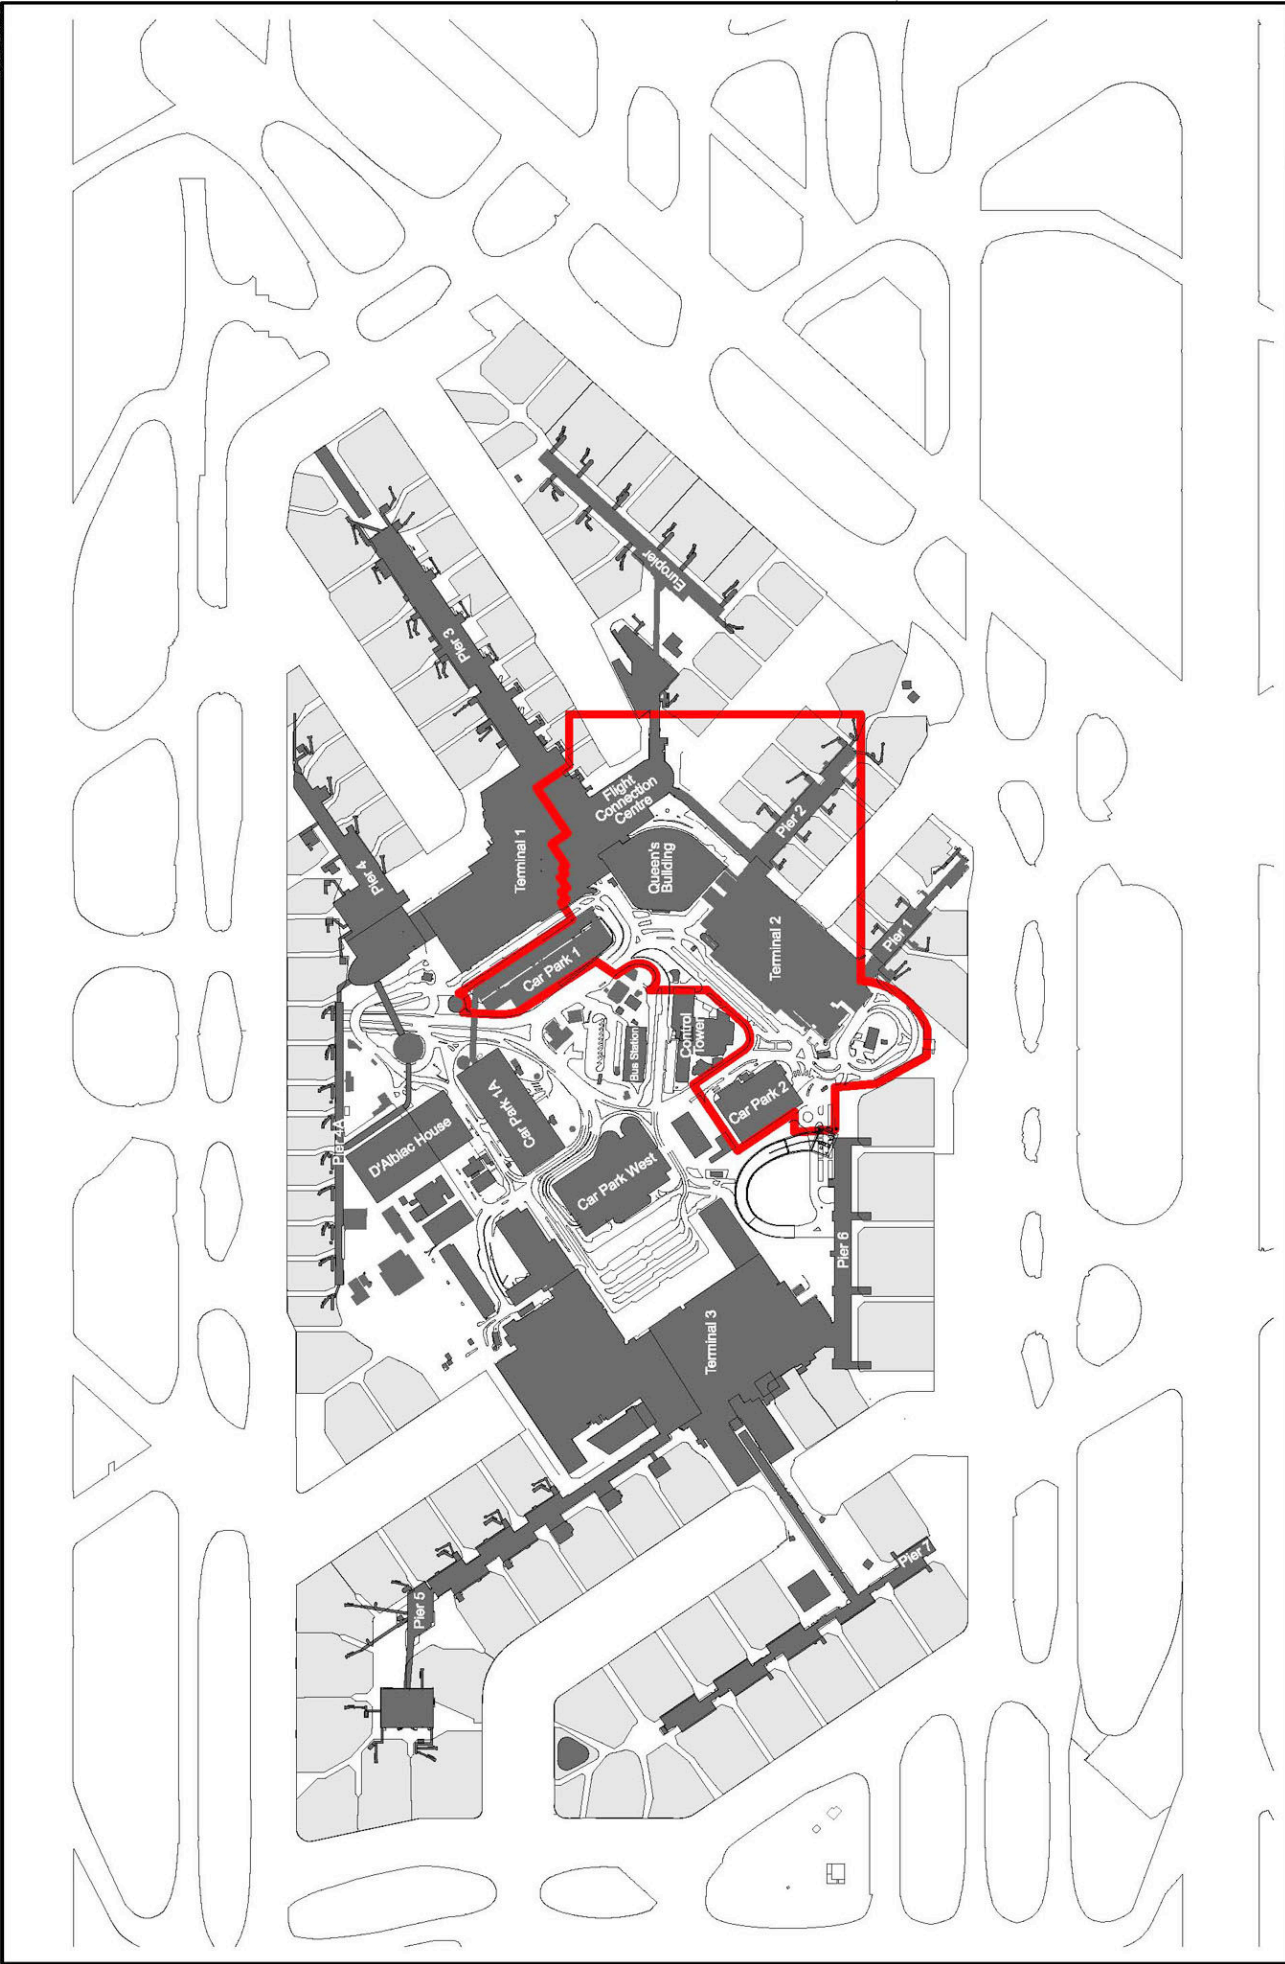 Europier
Pier 3
Flight
Connection
Centre
Pier 2
Terminal 1
Queen's
Building
Pier 4
Pier 1
Terminal 2
Car Park 1
Bus Station
Control
Tower
Car Park 2
Car Park 1A
Pier 4A
D'Albiac House
Car Park West
Pier 6
Terminal 3
Pier 7
Pier 5